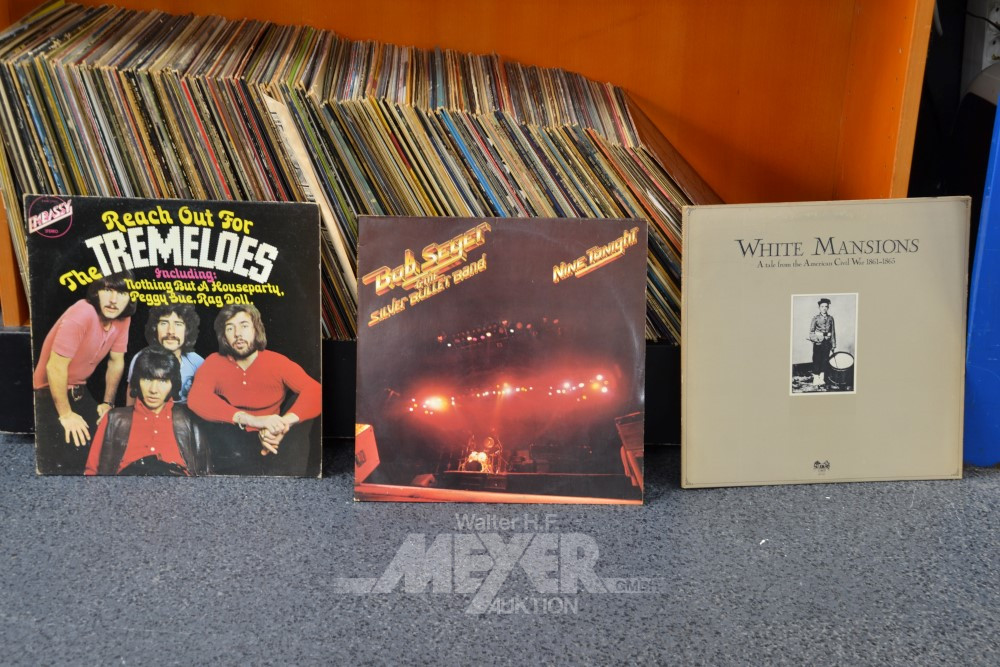 EMBASSY
Reach Out For
The TREMELOES
Including:
Nothing But A Houseparty,
Peggy Sue, Rag Doll.
Bob Seger
& THE
SILVER BULLET Band
Nine Tonight
WHITE MANSIONS
A tale from the American Civil War 1861-1865
Walter H.F.
MEYER
GMBH
AUKTION